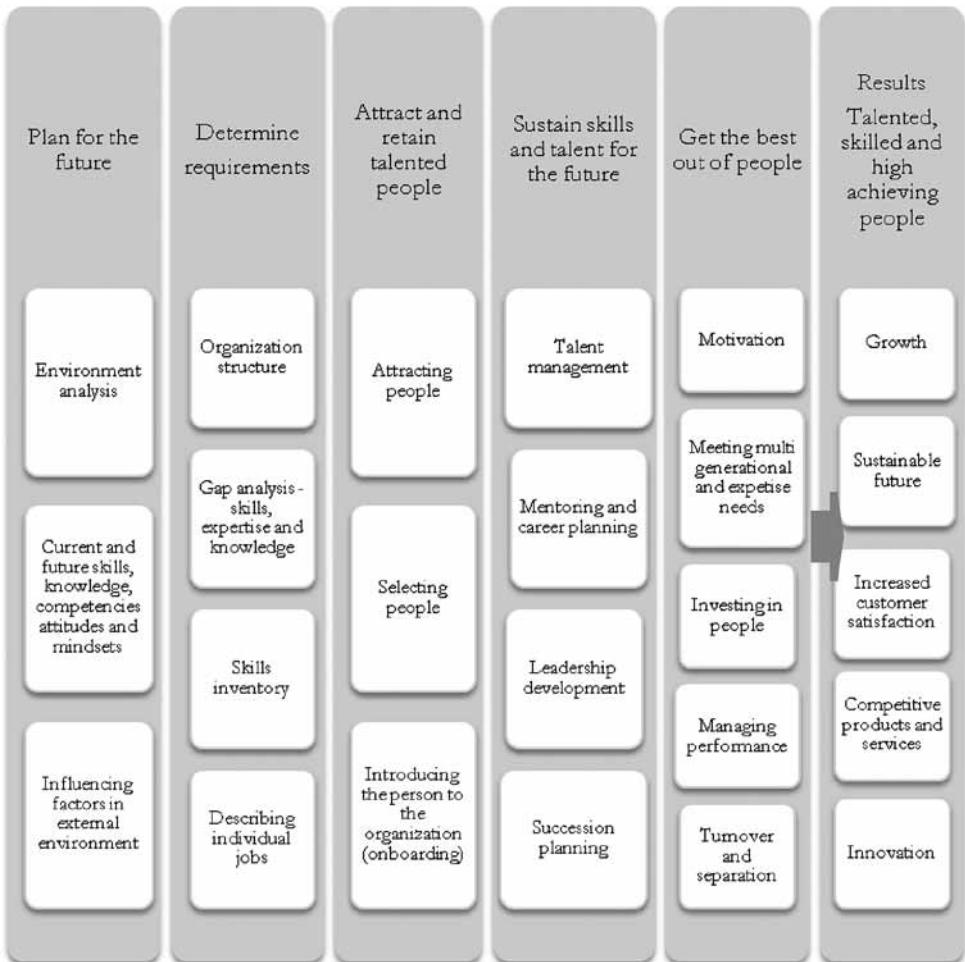 Plan for the
future
Environment
analysis
Current and
future skills,
knowledge,
competencies
attitudes and
mindsets
Influencing
factors in
external
environment
Determine
requirements
Organization
structure
Gap analysis -
skills,
expertise and
knowledge
Skills
inventory
Describing
individual
jobs
Attract and
retain
talented
people
Attracting
people
Selecting
people
Introducing
the person to
the
organization
(onboarding)
Sustain skills
and talent for
the future
Talent
management
Mentoring and
career planning
Leadership
development
Succession
planning
Get the best
out of people
Motivation
Meeting multi
generational
and expetise
needs
Investing in
people
Managing
performance
Turnover
and
separation
Results
Talented,
skilled and
high
achieving
people
Growth
Sustainable
future
Increased
customer
satisfaction
Competitive
products and
services
Innovation